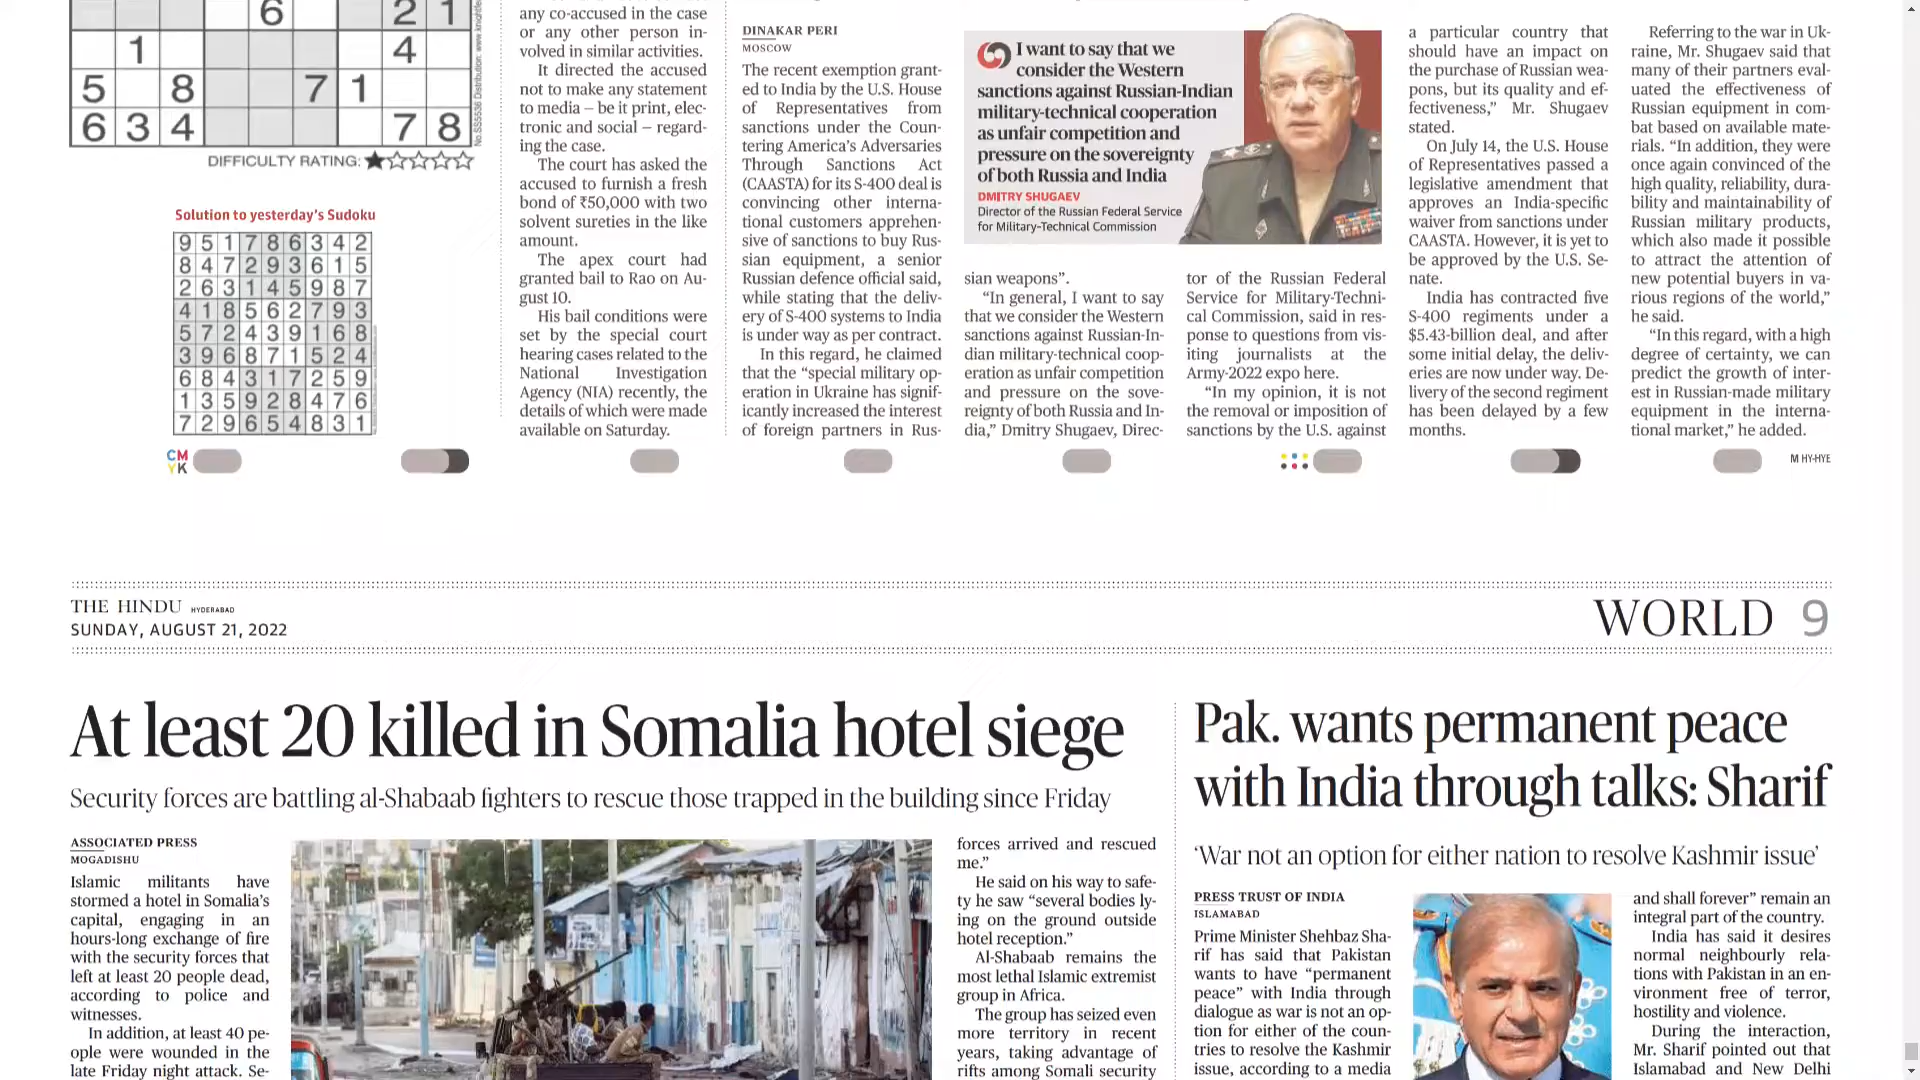 6 2 1
1 4
5 8 7 1
6 3 4 7 8
DIFFICULTY RATING:
Solution to yesterday's Sudoku
9 5 1 7 8 6 3 4 2
8 4 7 2 9 3 6 1 5
2 6 3 1 4 5 9 8 7
4 1 8 5 6 2 7 9 3
5 7 2 4 3 9 1 6 8
3 9 6 8 7 1 5 2 4
6 8 4 3 1 7 2 5 9
1 3 5 9 2 8 4 7 6
7 2 9 6 5 4 8 3 1
CM
YK
any co-accused in the case
or any other person in-
volved in similar activities.
It directed the accused
not to make any statement
to media – be it print, elec-
tronic and social – regard-
ing the case.
The court has asked the
accused to furnish a fresh
bond of ₹50,000 with two
solvent sureties in the like
amount.
The apex court had
granted bail to Rao on Au-
gust 10.
His bail conditions were
set by the special court
hearing cases related to the
National Investigation
Agency (NIA) recently, the
details of which were made
available on Saturday.
DINAKAR PERI
MOSCOW
The recent exemption grant-
ed to India by the U.S. House
of Representatives from
sanctions under the Coun-
tering America's Adversaries
Through Sanctions Act
(CAASTA) for its S-400 deal is
convincing other interna-
tional customers apprehen-
sive of sanctions to buy Rus-
sian equipment, a senior
Russian defence official said,
while stating that the deliv-
ery of S-400 systems to India
is under way as per contract.
In this regard, he claimed
that the “special military op-
eration in Ukraine has signif-
icantly increased the interest
of foreign partners in Rus-
I want to say that we
consider the Western
sanctions against Russian-Indian
military-technical cooperation
as unfair competition and
pressure on the sovereignty
of both Russia and India
DMITRY SHUGAEV
Director of the Russian Federal Service
for Military-Technical Commission
sian weapons”.
“In general, I want to say
that we consider the Western
sanctions against Russian-In-
dian military-technical coop-
eration as unfair competition
and pressure on the sove-
reignty of both Russia and In-
dia,” Dmitry Shugaev, Direc-
tor of the Russian Federal
Service for Military-Techni-
cal Commission, said in res-
ponse to questions from vis-
iting journalists at the
Army-2022 expo here.
“In my opinion, it is not
the removal or imposition of
sanctions by the U.S. against
a particular country that
should have an impact on
the purchase of Russian wea-
pons, but its quality and ef-
fectiveness,” Mr. Shugaev
stated.
On July 14, the U.S. House
of Representatives passed a
legislative amendment that
approves an India-specific
waiver from sanctions under
CAASTA. However, it is yet to
be approved by the U.S. Se-
nate.
India has contracted five
S-400 regiments under a
$5.43-billion deal, and after
some initial delay, the deliv-
eries are now under way. De-
livery of the second regiment
has been delayed by a few
months.
Referring to the war in Uk-
raine, Mr. Shugaev said that
many of their partners eval-
uated the effectiveness of
Russian equipment in com-
bat based on available mate-
rials. “In addition, they were
once again convinced of the
high quality, reliability, dura-
bility and maintainability of
Russian military products,
which also made it possible
to attract the attention of
new potential buyers in va-
rious regions of the world,”
he said.
“In this regard, with a high
degree of certainty, we can
predict the growth of inter-
est in Russian-made military
equipment in the interna-
tional market,” he added.
M HY-HYE
THE HINDU HYDERABAD
SUNDAY, AUGUST 21, 2022
WORLD 9
At least 20 killed in Somalia hotel siege
Security forces are battling al-Shabaab fighters to rescue those trapped in the building since Friday
ASSOCIATED PRESS
MOGADISHU
Islamic militants have
stormed a hotel in Somalia's
capital, engaging in an
hours-long exchange of fire
with the security forces that
left at least 20 people dead,
according to police and
witnesses.
In addition, at least 40 pe-
ople were wounded in the
late Friday night attack. Se-
forces arrived and rescued
me.”
He said on his way to safe-
ty he saw “several bodies ly-
ing on the ground outside
hotel reception.”
Al-Shabaab remains the
most lethal Islamic extremist
group in Africa.
The group has seized even
more territory in recent
years, taking advantage of
rifts among Somali security
Pak. wants permanent peace
with India through talks: Sharif
‘War not an option for either nation to resolve Kashmir issue’
PRESS TRUST OF INDIA
ISLAMABAD
Prime Minister Shehbaz Sha-
rif has said that Pakistan
wants to have “permanent
peace” with India through
dialogue as war is not an op-
tion for either of the coun-
tries to resolve the Kashmir
issue, according to a media
and shall forever” remain an
integral part of the country.
India has said it desires
normal neighbourly rela-
tions with Pakistan in an en-
vironment free of terror,
hostility and violence.
During the interaction,
Mr. Sharif pointed out that
Islamabad and New Delhi